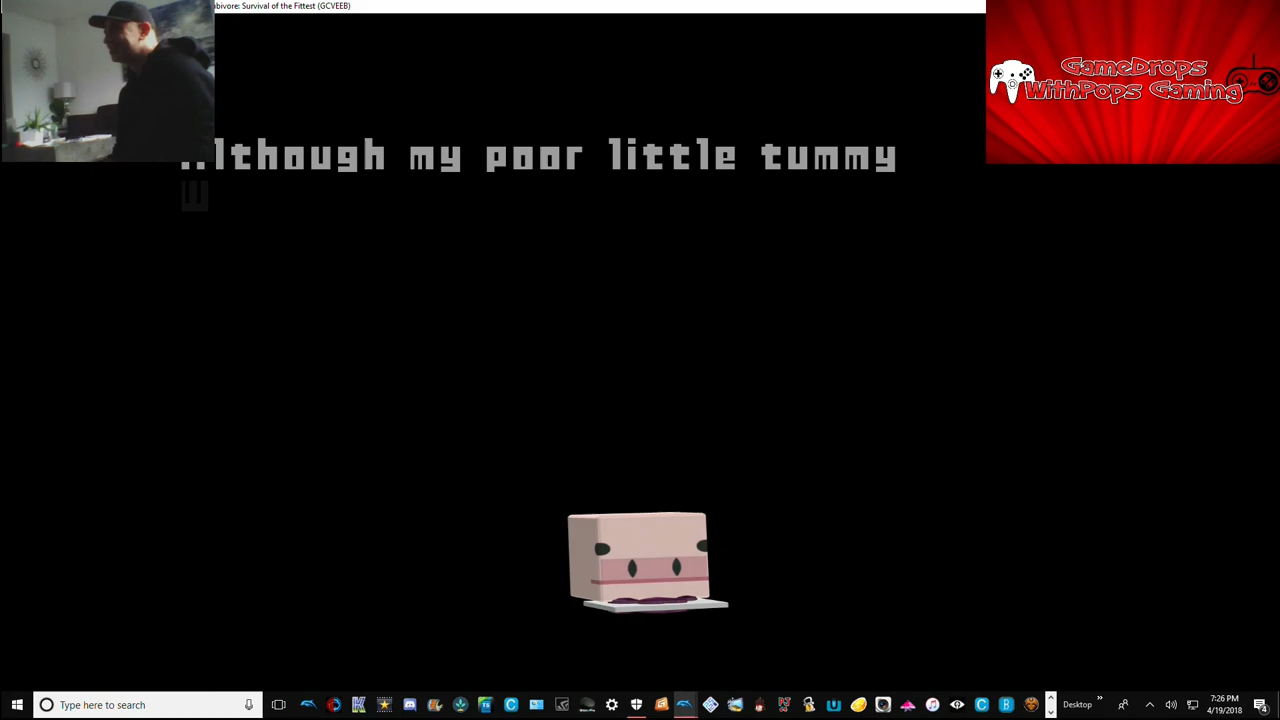 abivore: Survival of the Fittest (GCVEEB)
GameDrops
WithPops Gaming
lthough my poor little tummy
Type here to search
Desktop
7:26 PM
4/19/2018